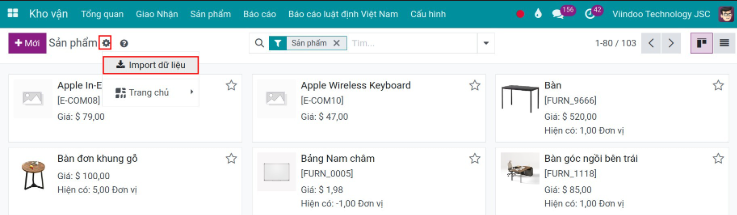 Kho vận Tổng quan Giao Nhận Sản phẩm Báo cáo Báo cáo luật định Việt Nam Cấu hình 156 42 Viindoo Technology JSC
+ Mới Sản phẩm Sản phẩm × Tìm... 1-80 / 103
Import dữ liệu
Trang chủ
Apple In-E
[E-COM08]
Giá: $ 79,00
Apple Wireless Keyboard
[E-COM10]
Giá: $ 47,00
Bàn
[FURN_9666]
Giá: $ 520,00
Hiện có: 1,00 Đơn vị
Bàn đơn khung gỗ
Giá: $ 100,00
Hiện có: 5,00 Đơn vị
Bảng Nam châm
[FURN_0005]
Giá: $ 1,98
Hiện có: -1,00 Đơn vị
Bàn góc ngồi bên trái
[FURN_1118]
Giá: $ 85,00
Hiện có: 1,00 Đơn vị